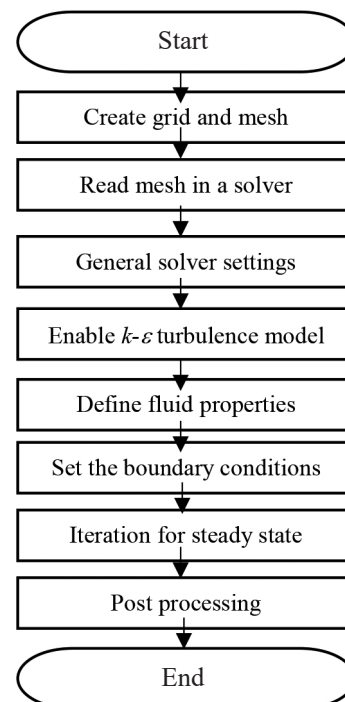 Start
Create grid and mesh
Read mesh in a solver
General solver settings
Enable k-ε turbulence model
Define fluid properties
Set the boundary conditions
Iteration for steady state
Post processing
End